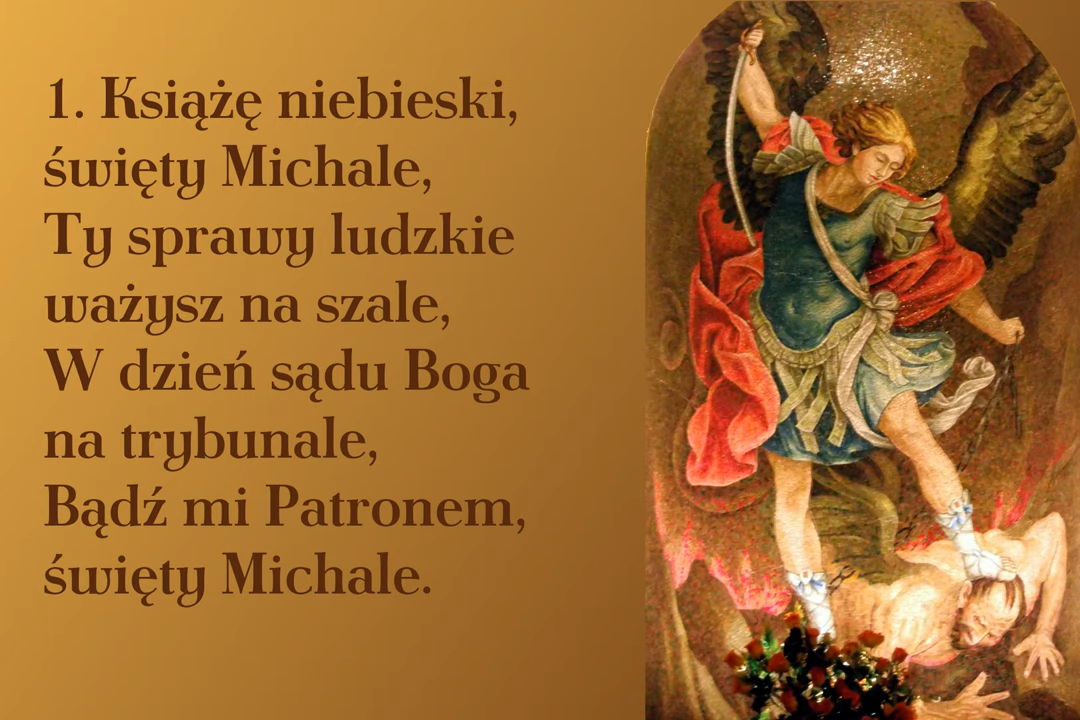 1. Książę niebieski,
święty Michale,
Ty sprawy ludzkie
ważysz na szale,
W dzień sądu Boga
na trybunale,
Bądź mi Patronem,
święty Michale.